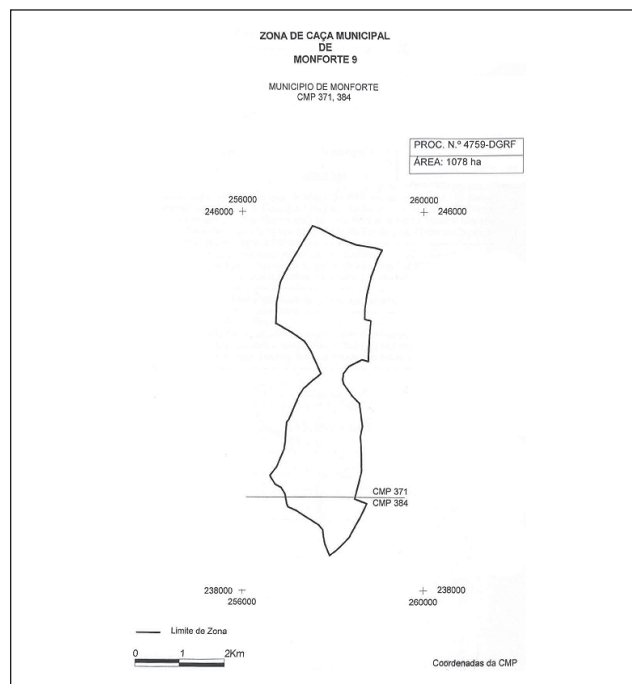 ZONA DE CAÇA MUNICIPAL
DE
MONFORTE 9
MUNICIPIO DE MONFORTE
CMP 371, 384
PROC. N.º 4759-DGRF
ÁREA: 1078 ha
256000
260000
246000
246000
CMP 371
CMP 384
238000
238000
256000
260000
Limite de Zona
0 1 2Km
Coordenadas da CMP